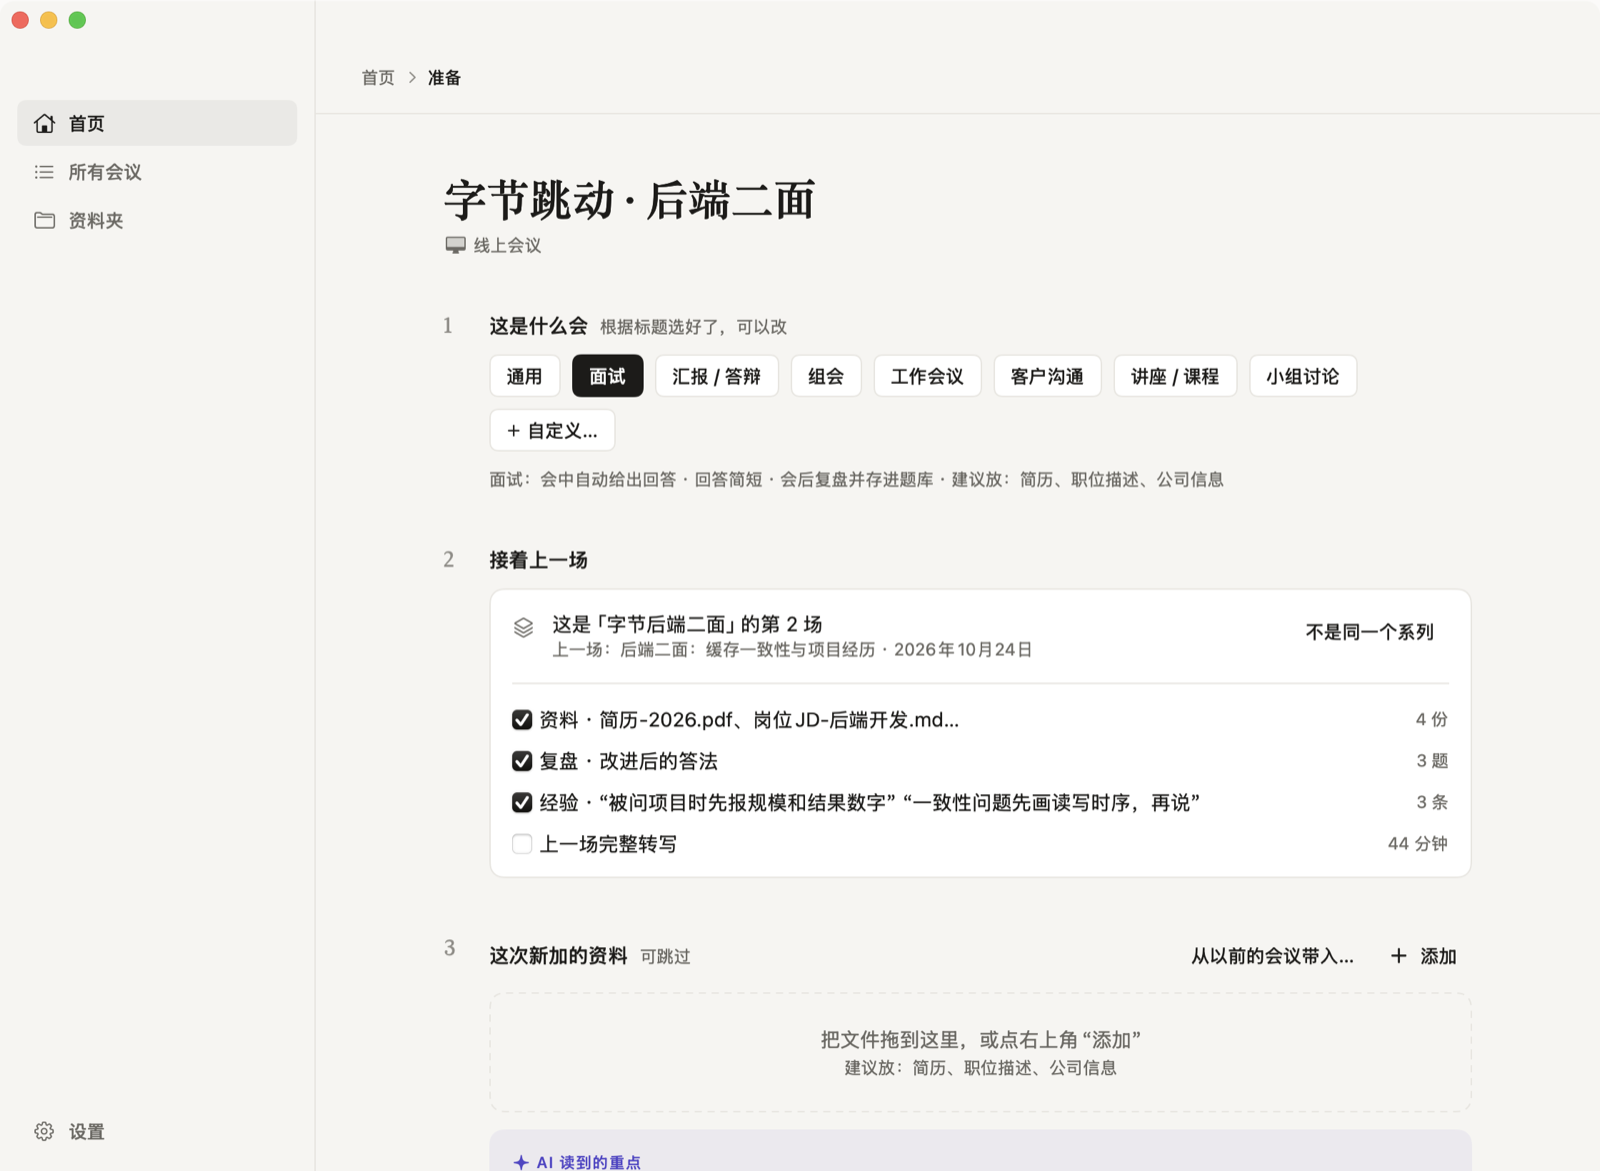 首页 > 准备
首页
所有会议
资料夹
字节跳动 · 后端二面
线上会议
1 这是什么会 根据标题选好了，可以改
通用 面试 汇报 / 答辩 组会 工作会议 客户沟通 讲座 / 课程 小组讨论
+ 自定义...
面试：会中自动给出回答 · 回答简短 · 会后复盘并存进题库 · 建议放：简历、职位描述、公司信息
2 接着上一场
这是「字节后端二面」的第 2 场
不是同一个系列
上一场：后端二面：缓存一致性与项目经历 · 2026年10月24日
资料 · 简历-2026.pdf、岗位JD-后端开发.md... 4 份
复盘 · 改进后的答法 3 题
经验 · “被问项目时先报规模和结果数字” “一致性问题先画读写时序，再说” 3 条
上一场完整转写 44 分钟
3 这次新加的资料 可跳过 从以前的会议带入... + 添加
把文件拖到这里，或点右上角“添加”
建议放：简历、职位描述、公司信息
AI 读到的重点
设置